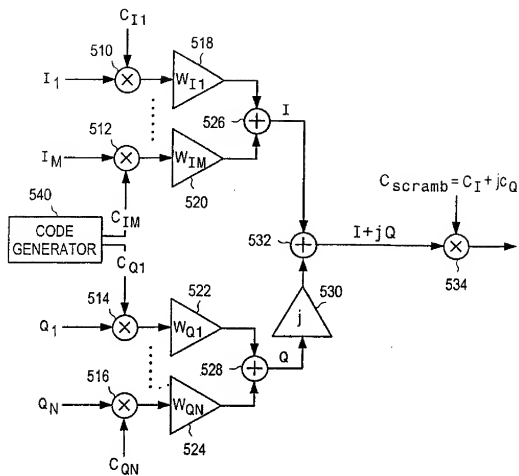 C_I1
510
518
I_1
W_I1
I
512
526
I_M
W_IM
540
520
C_scramb = C_I + jc_Q
C_IM
CODE
GENERATOR
532
I+jQ
534
C_Q1
530
j
514
522
Q_1
W_Q1
Q
516
528
Q_N
W_QN
524
C_QN